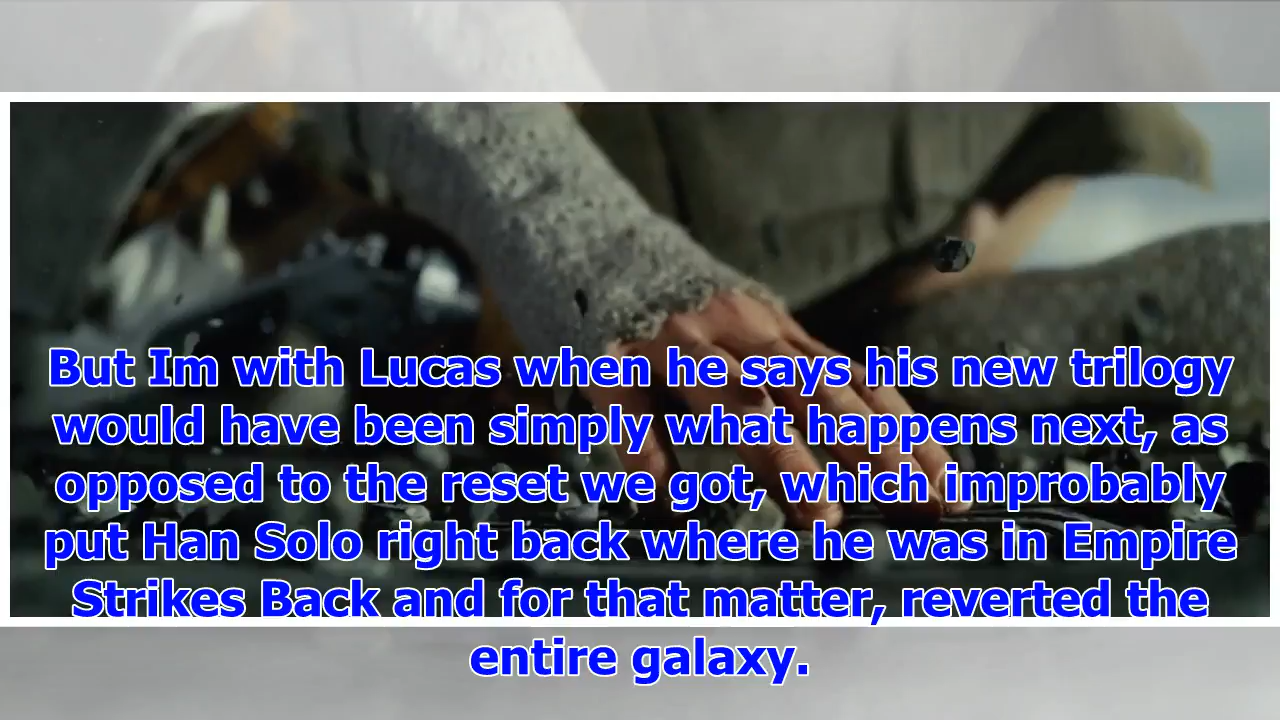 But Im with Lucas when he says his new trilogy
would have been simply what happens next, as
opposed to the reset we got, which improbably
put Han Solo right back where he was in Empire
Strikes Back and for that matter, reverted the
entire galaxy.